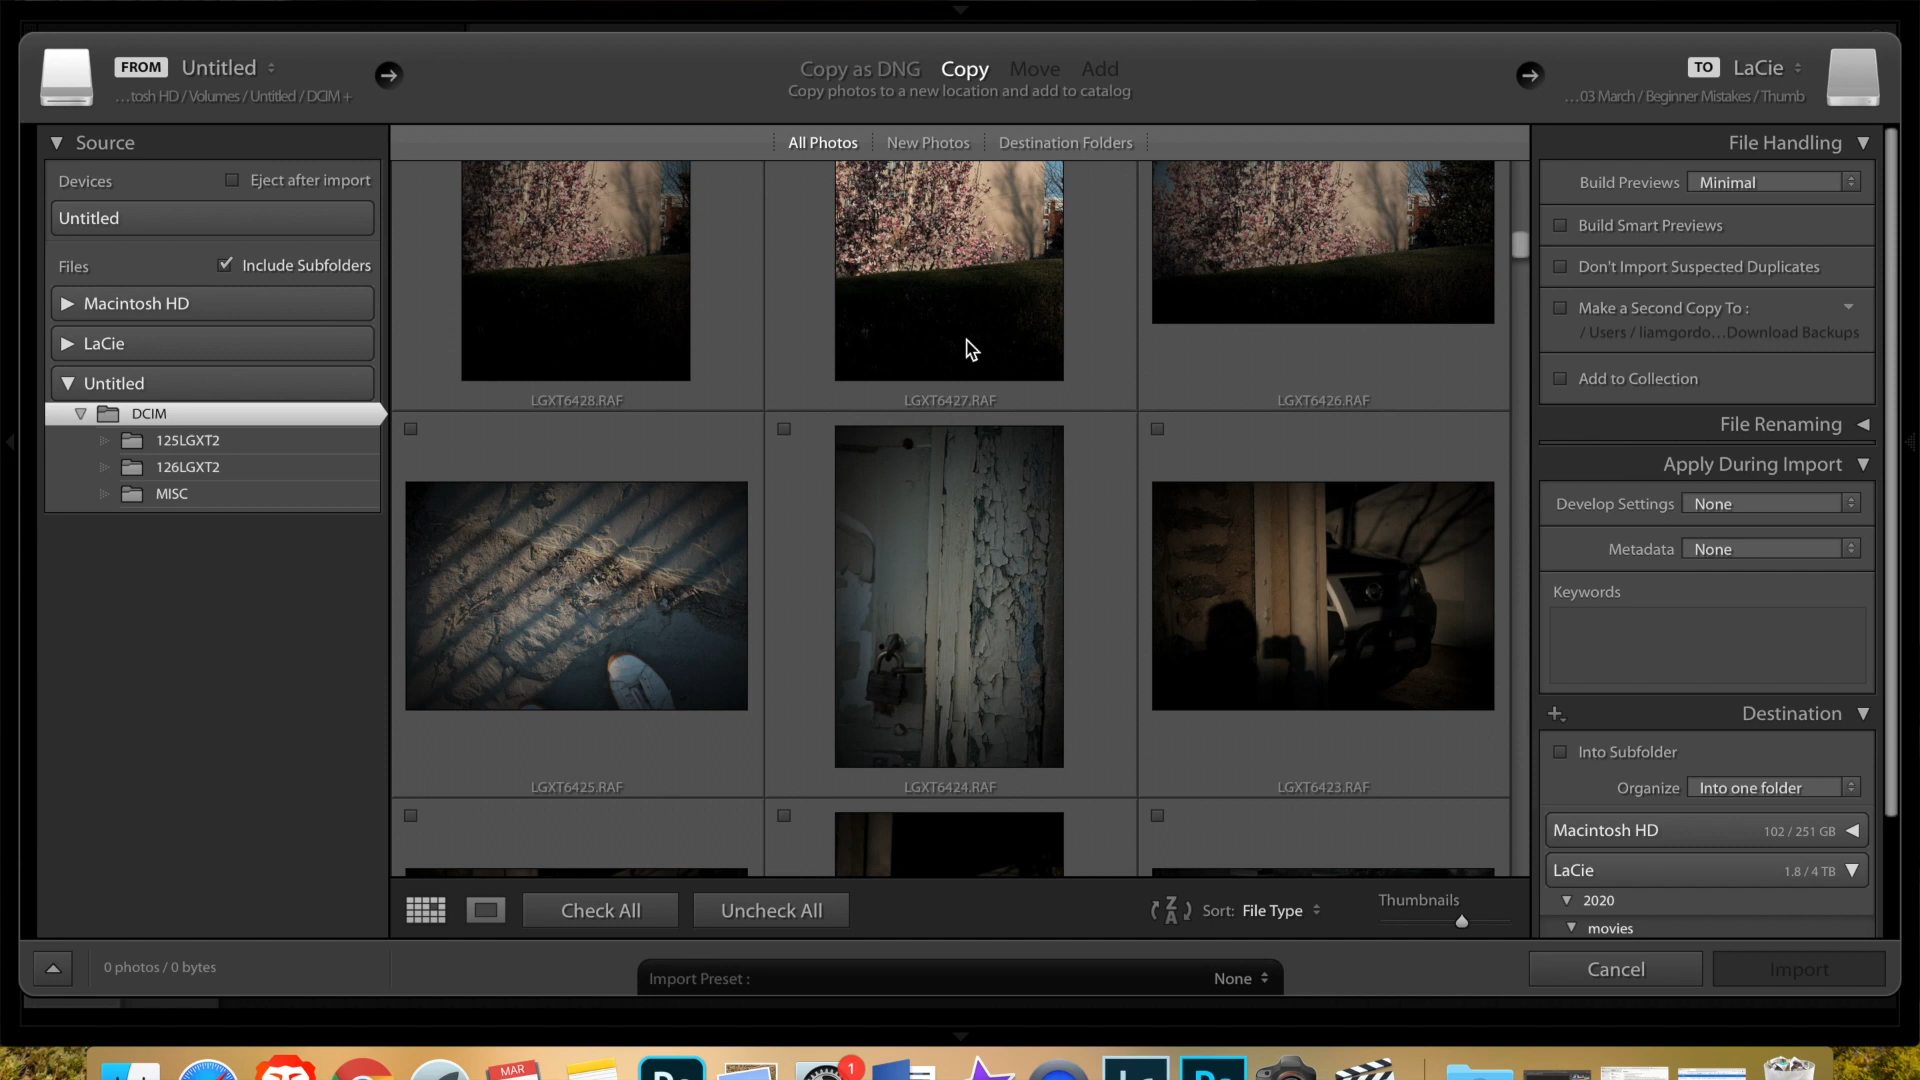 FROM Untitled
…tosh HD / Volumes / Untitled / DCIM +
Copy as DNG Copy Move Add
Copy photos to a new location and add to catalog
TO LaCie
…03 March / Beginner Mistakes / Thumb
Source
Devices Eject after import
Untitled
Files Include Subfolders
Macintosh HD
LaCie
Untitled
DCIM
125LGXT2
126LGXT2
MISC
All Photos New Photos Destination Folders
LGXT6428.RAF LGXT6427.RAF LGXT6426.RAF
LGXT6425.RAF LGXT6424.RAF LGXT6423.RAF
Check All Uncheck All
Z A Sort: File Type Thumbnails
File Handling
Build Previews Minimal
Build Smart Previews
Don't Import Suspected Duplicates
Make a Second Copy To :
/ Users / liamgordo…Download Backups
Add to Collection
File Renaming
Apply During Import
Develop Settings None
Metadata None
Keywords
Destination
Into Subfolder
Organize Into one folder
Macintosh HD 102 / 251 GB
LaCie 1.8 / 4 TB
2020
movies
0 photos / 0 bytes
Import Preset : None
Cancel Import
MAR
1